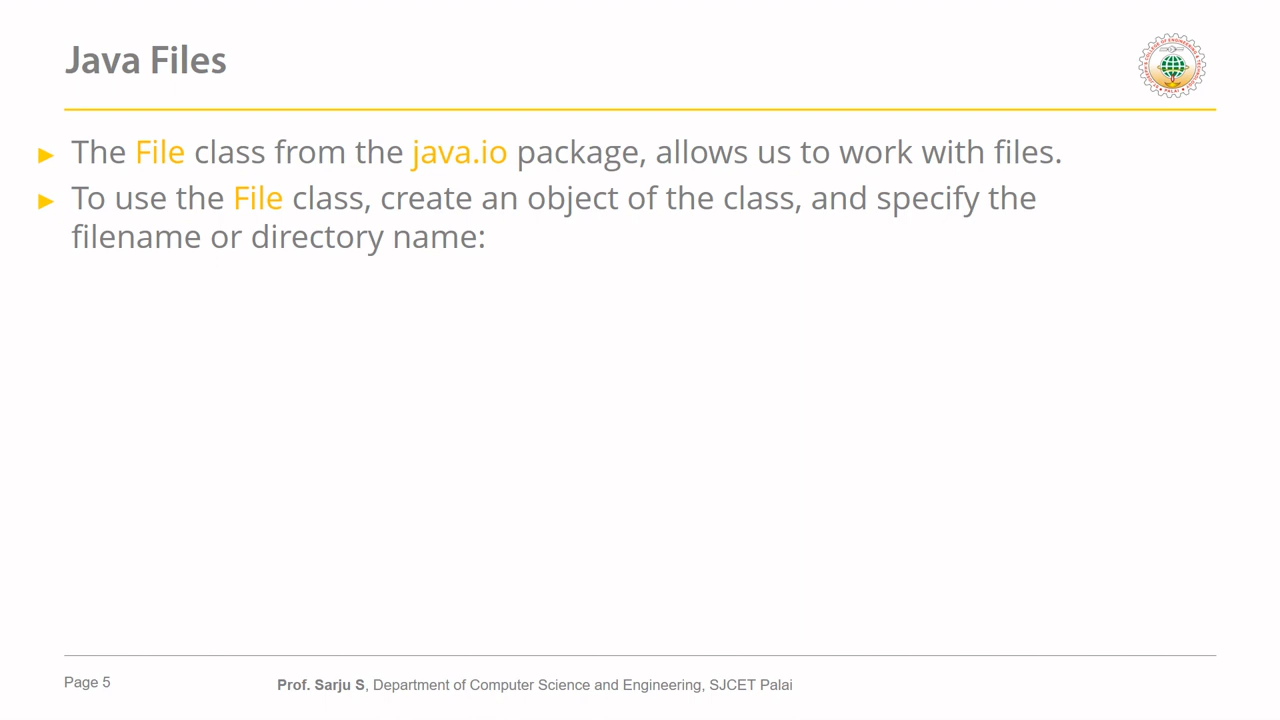 Java Files
► The File class from the java.io package, allows us to work with files.
► To use the File class, create an object of the class, and specify the
filename or directory name:
Page 5
Prof. Sarju S, Department of Computer Science and Engineering, SJCET Palai